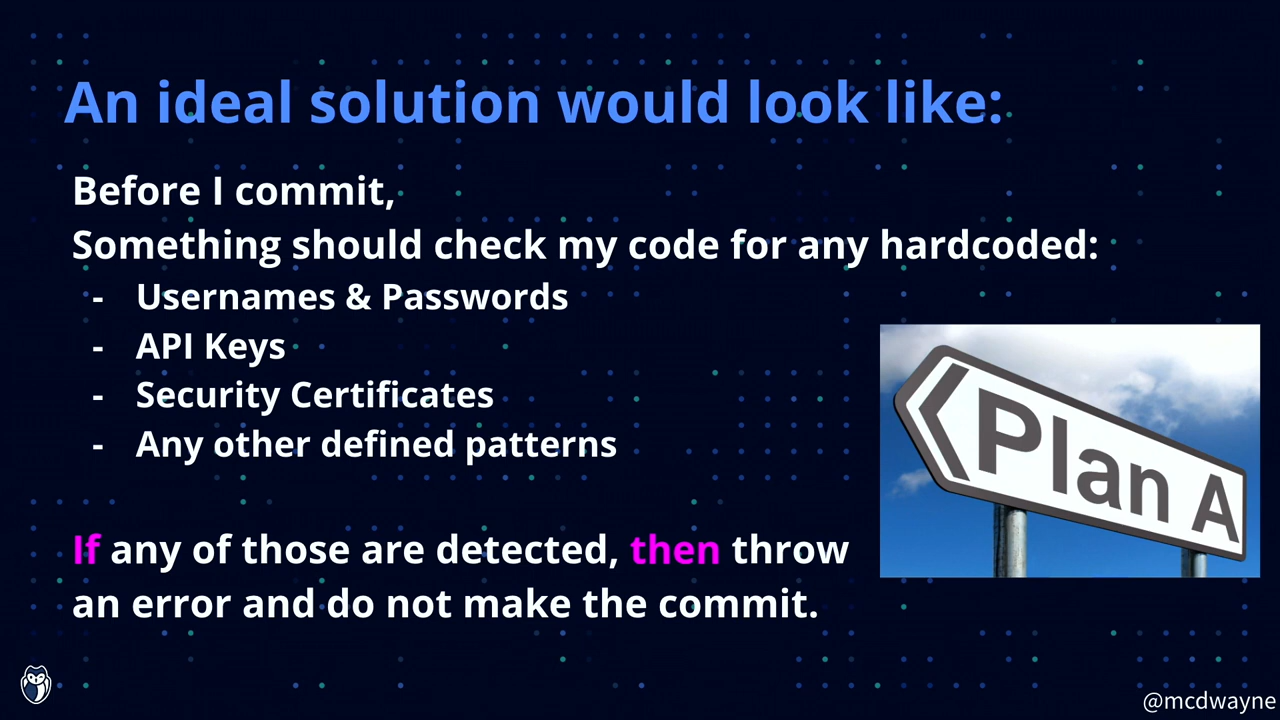 An ideal solution would look like:
Before I commit,
Something should check my code for any hardcoded:
- Usernames & Passwords
- API Keys
- Security Certificates
- Any other defined patterns
If any of those are detected, then throw
an error and do not make the commit.
Plan A
@mcdwayne